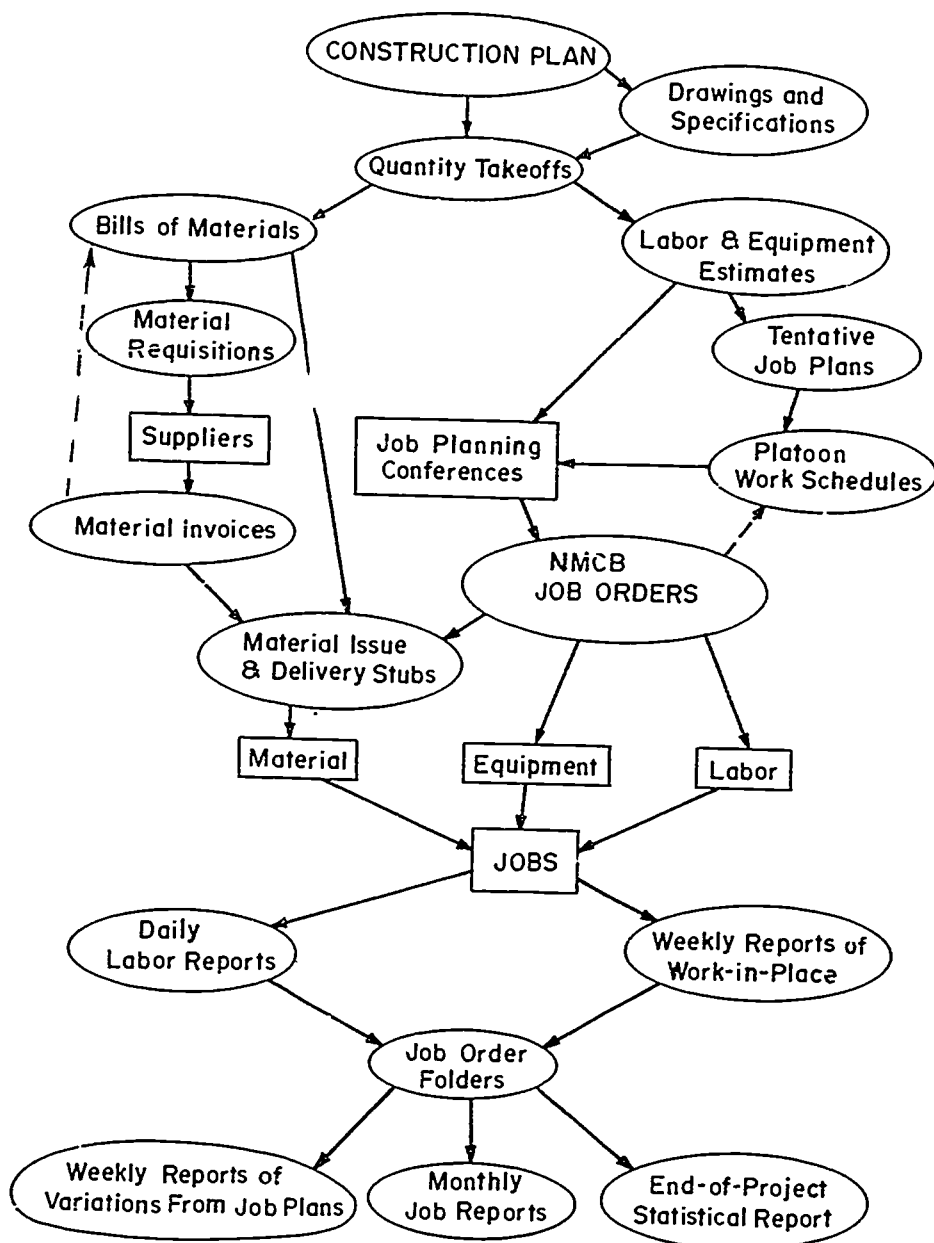 CONSTRUCTION PLAN
Drawings and
Specifications
Quantity Takeoffs
Bills of Materials
Labor & Equipment
Estimates
Material
Requisitions
Tentative
Job Plans
Suppliers
Job Planning
Conferences
Platoon
Work Schedules
Material invoices
NMCB
JOB ORDERS
Material Issue
& Delivery Stubs
Material
Equipment
Labor
JOBS
Daily
Labor Reports
Weekly Reports of
Work-in-Place
Job Order
Folders
Weekly Reports of
Variations From Job Plans
Monthly
Job Reports
End-of-Project
Statistical Report